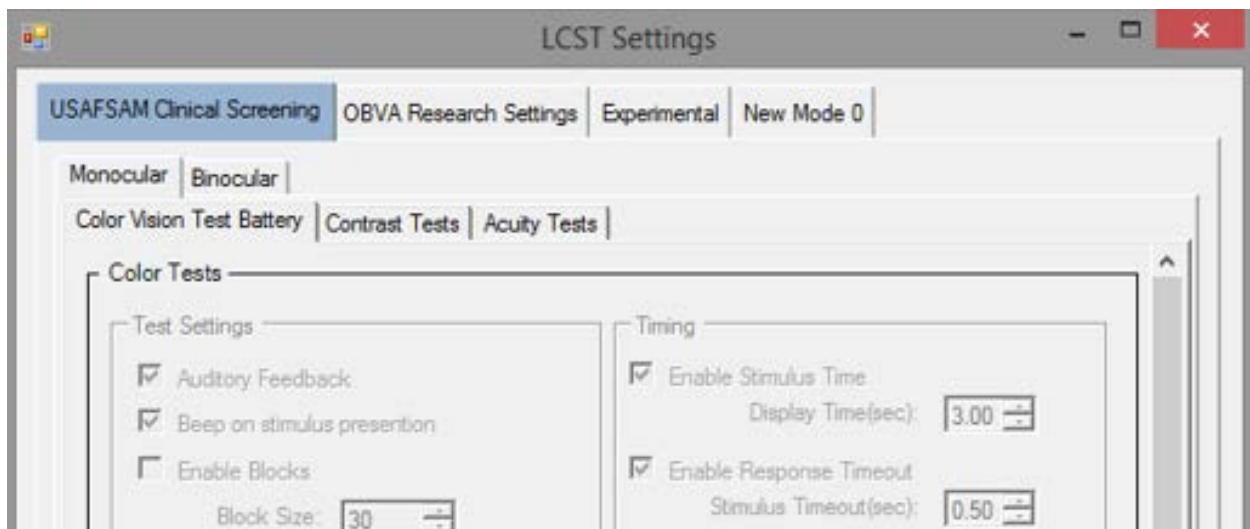 LCST Settings
USAFSAM Clinical Screening OBVA Research Settings Experimental New Mode 0
Monocular Binocular
Color Vision Test Battery Contrast Tests Acuity Tests
Color Tests
Test Settings
Auditory Feedback
Beep on stimulus presention
Enable Blocks
Block Size: 30
Timing
Enable Stimulus Time
Display Time(sec): 3.00
Enable Response Timeout
Stimulus Timeout(sec): 0.50